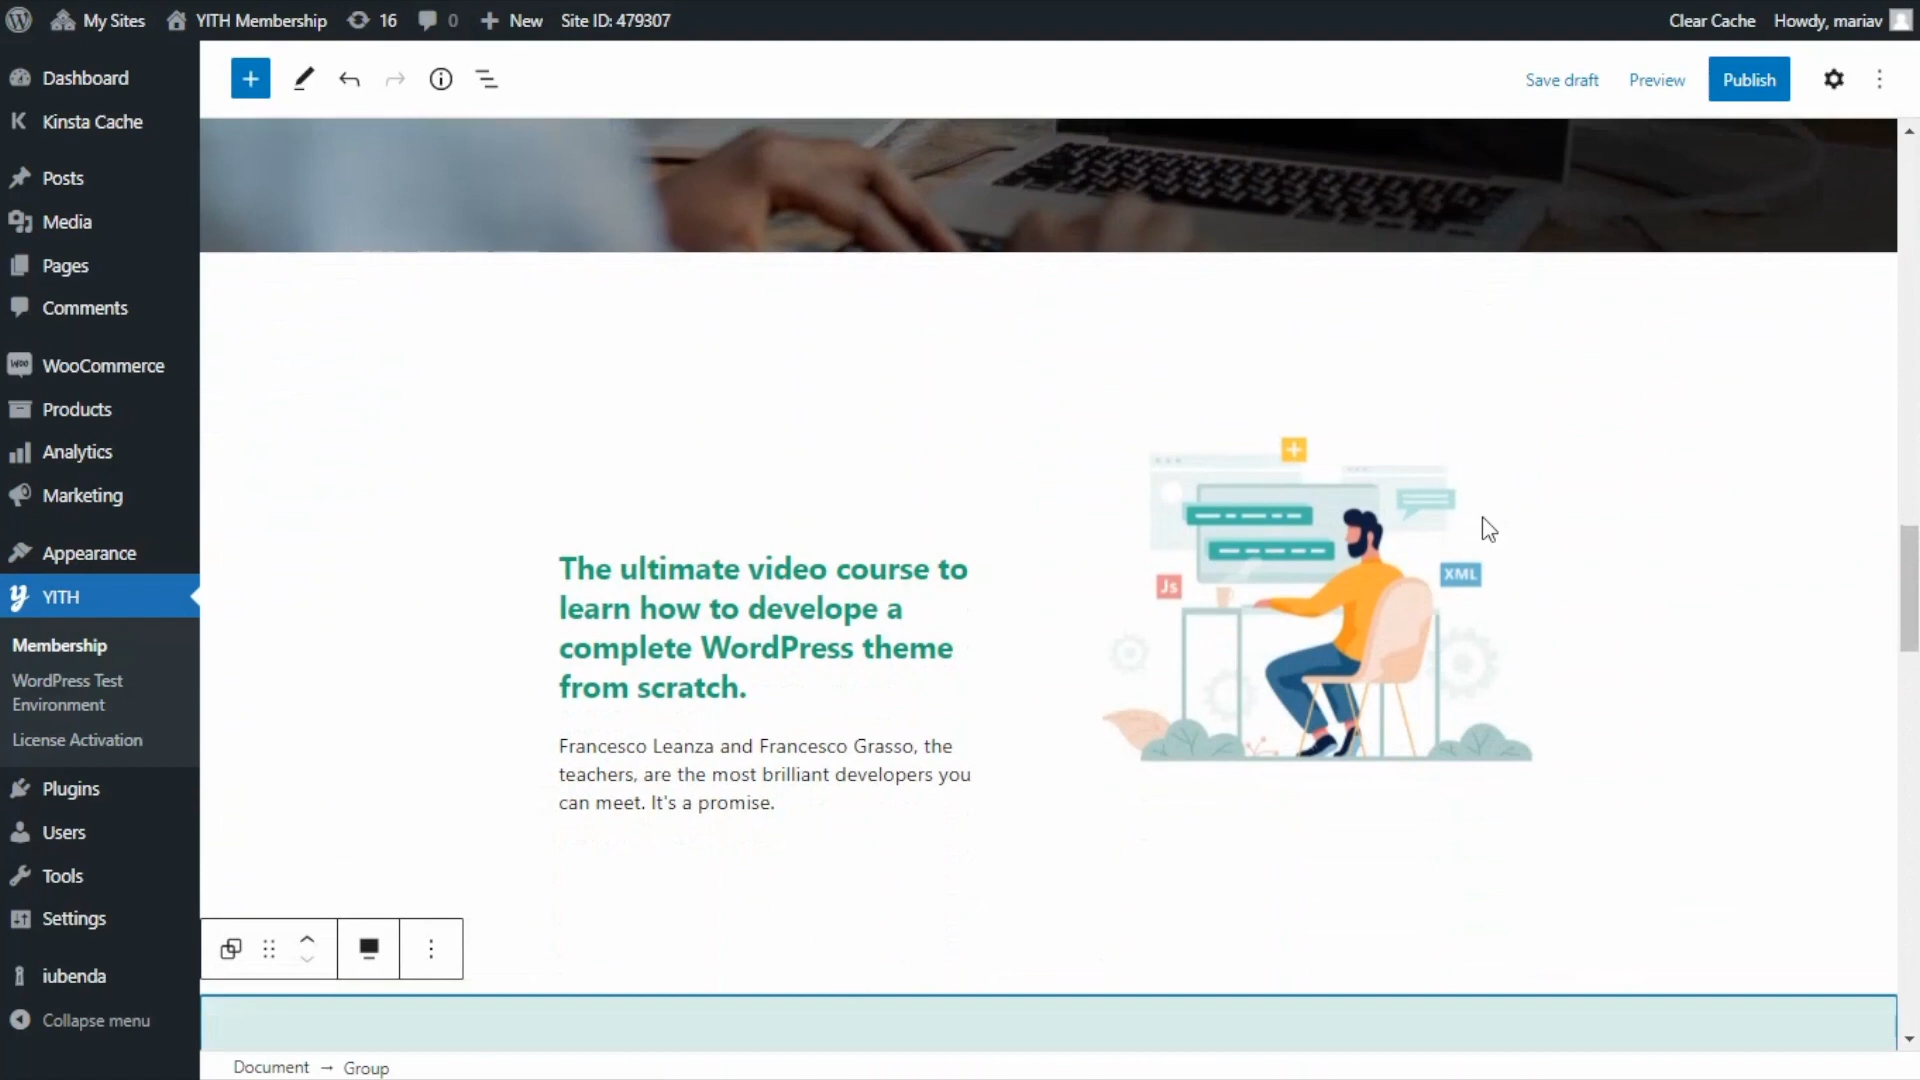 My Sites
YITH Membership
16
0
New
Site ID: 479307
Clear Cache
Howdy, mariav
Save draft
Preview
Publish
Dashboard
Kinsta Cache
Posts
Media
Pages
Comments
WooCommerce
Products
Analytics
Marketing
Appearance
YITH
Membership
WordPress Test
Environment
License Activation
Plugins
Users
Tools
Settings
iubenda
Collapse menu
Js
XML
The ultimate video course to
learn how to develope a
complete WordPress theme
from scratch.
Francesco Leanza and Francesco Grasso, the
teachers, are the most brilliant developers you
can meet. It's a promise.
Document → Group